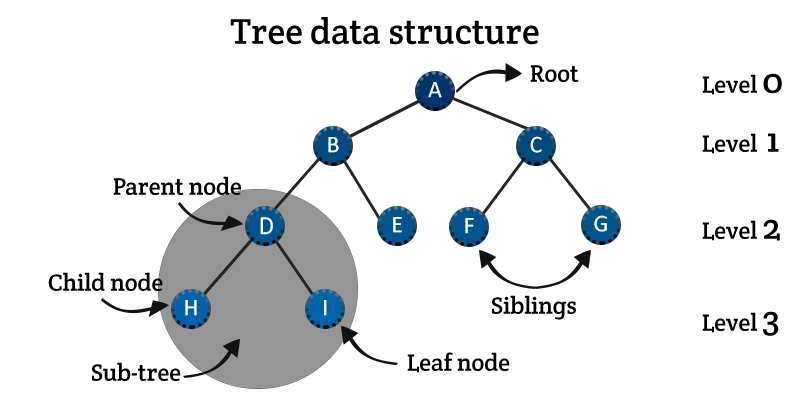 Tree data structure
A
Root
Level 0
B
C
Level 1
Parent node
D
E
F
G
Level 2
Child node
H
I
Siblings
Level 3
Sub-tree
Leaf node